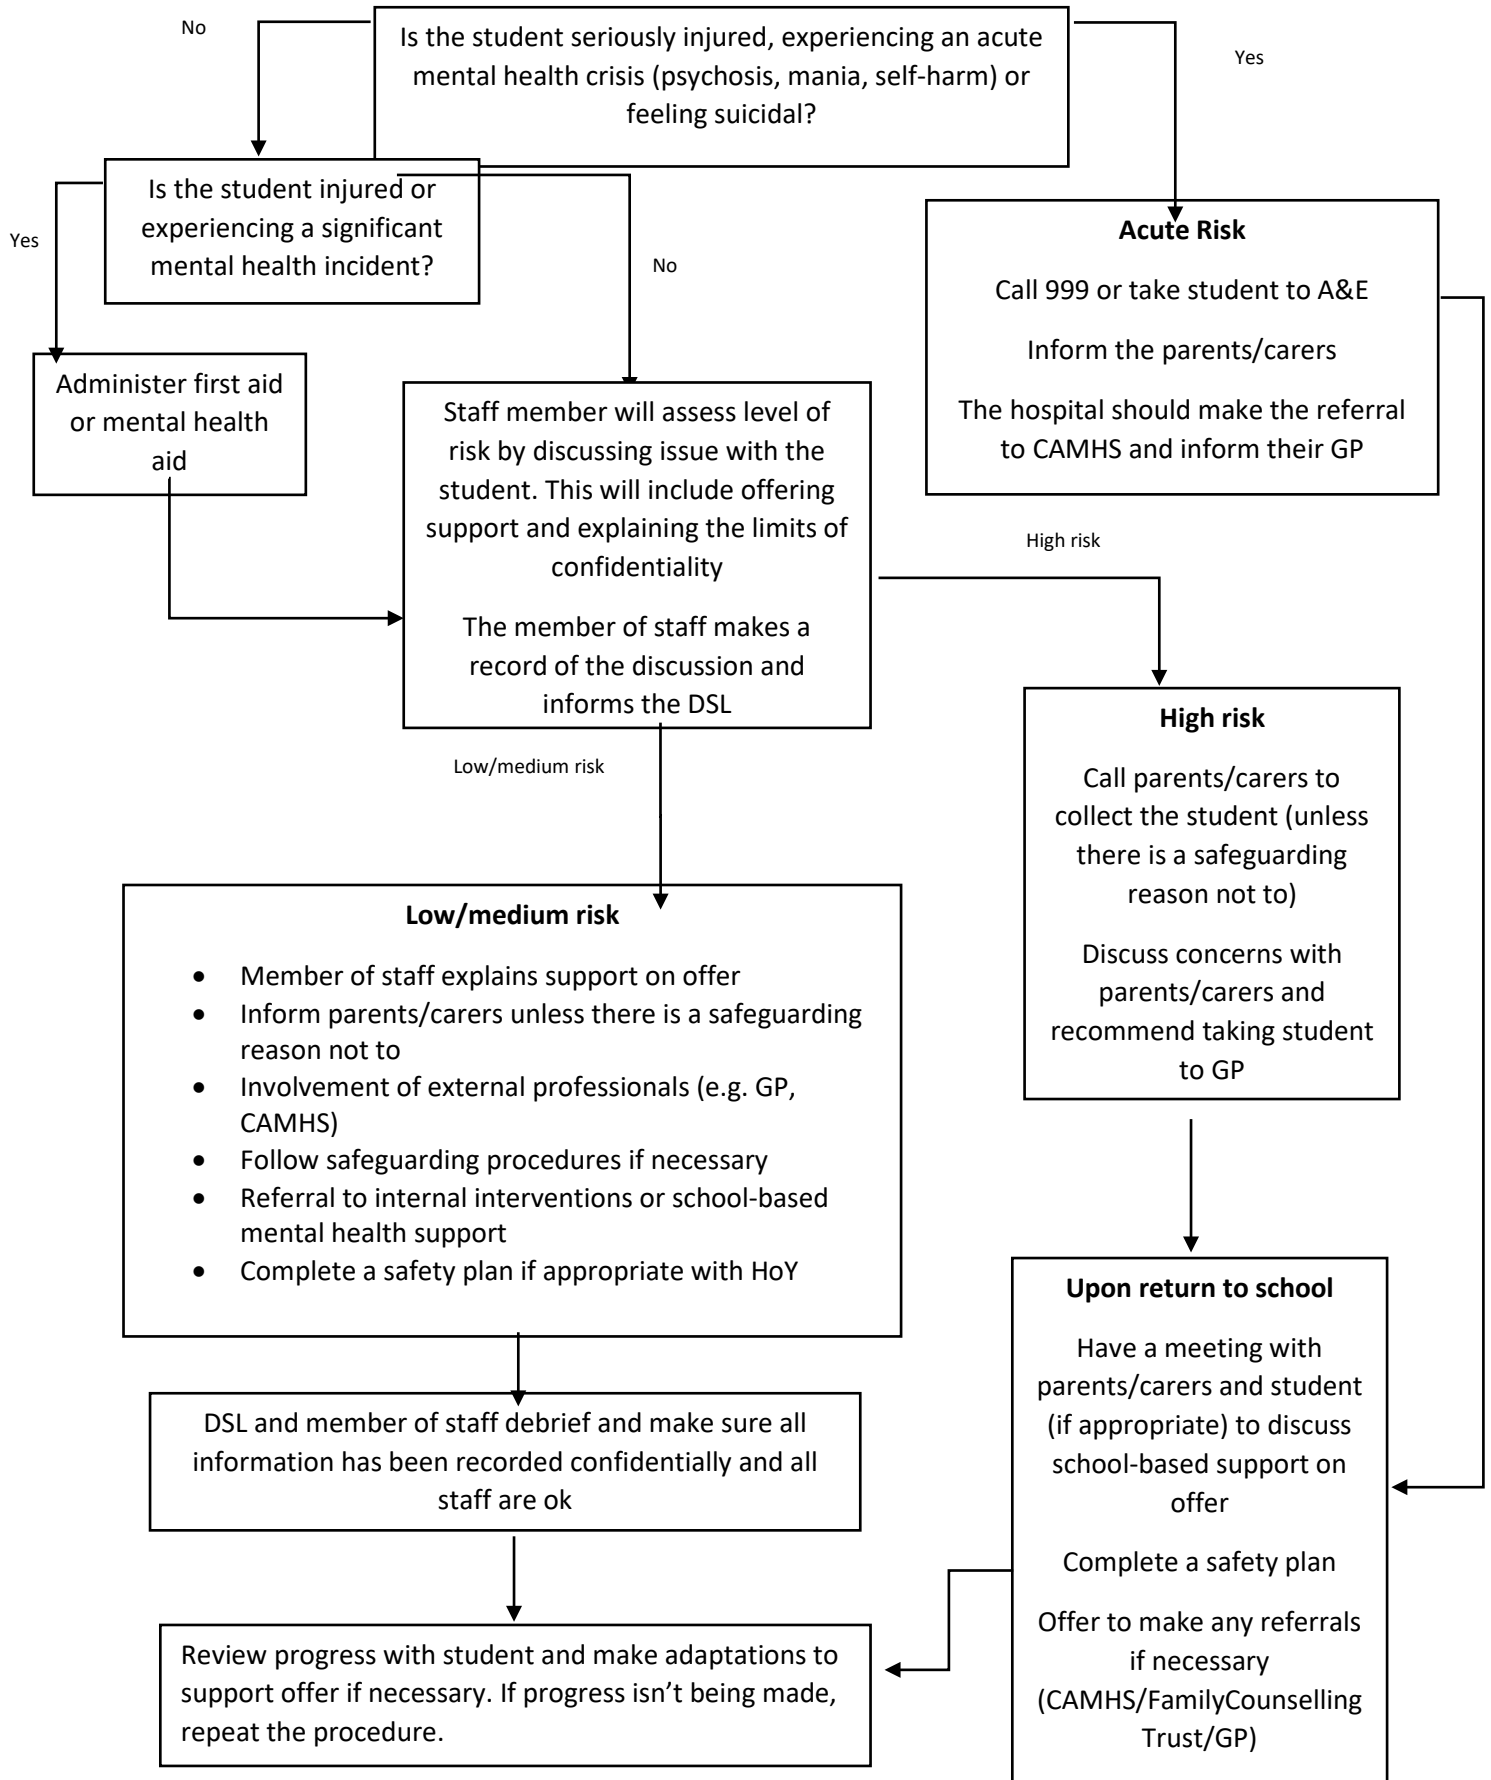 No
Is the student seriously injured, experiencing an acute
mental health crisis (psychosis, mania, self-harm) or
feeling suicidal?
Yes
Is the student injured or
experiencing a significant
mental health incident?
Yes
No
Acute Risk
Call 999 or take student to A&E
Inform the parents/carers
The hospital should make the referral
to CAMHS and inform their GP
Administer first aid
or mental health
aid
Staff member will assess level of
risk by discussing issue with the
student. This will include offering
support and explaining the limits of
confidentiality
The member of staff makes a
record of the discussion and
informs the DSL
High risk
Low/medium risk
High risk
Call parents/carers to
collect the student (unless
there is a safeguarding
reason not to)
Discuss concerns with
parents/carers and
recommend taking student
to GP
Low/medium risk
• Member of staff explains support on offer
• Inform parents/carers unless there is a safeguarding
reason not to
• Involvement of external professionals (e.g. GP,
CAMHS)
• Follow safeguarding procedures if necessary
• Referral to internal interventions or school-based
mental health support
• Complete a safety plan if appropriate with HoY
Upon return to school
Have a meeting with
parents/carers and student
(if appropriate) to discuss
school-based support on
offer
Complete a safety plan
Offer to make any referrals
if necessary
(CAMHS/FamilyCounselling
Trust/GP)
DSL and member of staff debrief and make sure all
information has been recorded confidentially and all
staff are ok
Review progress with student and make adaptations to
support offer if necessary. If progress isn’t being made,
repeat the procedure.